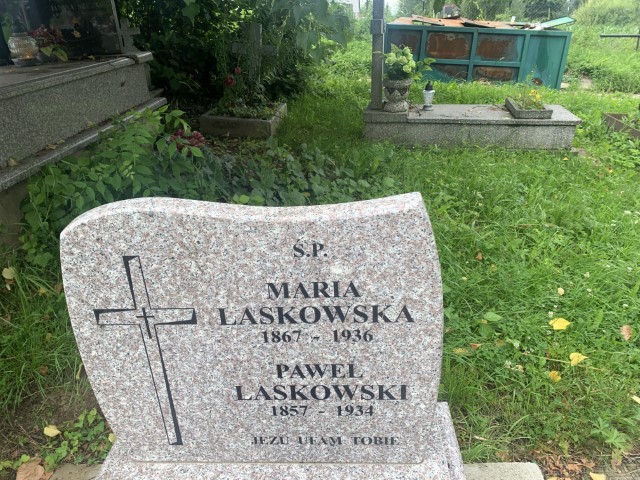 Ś.P.
MARIA
ŁASKOWSKA
1867 - 1936
PAWEŁ
ŁASKOWSKI
1857 - 1934
JEZU UFAM TOBIE